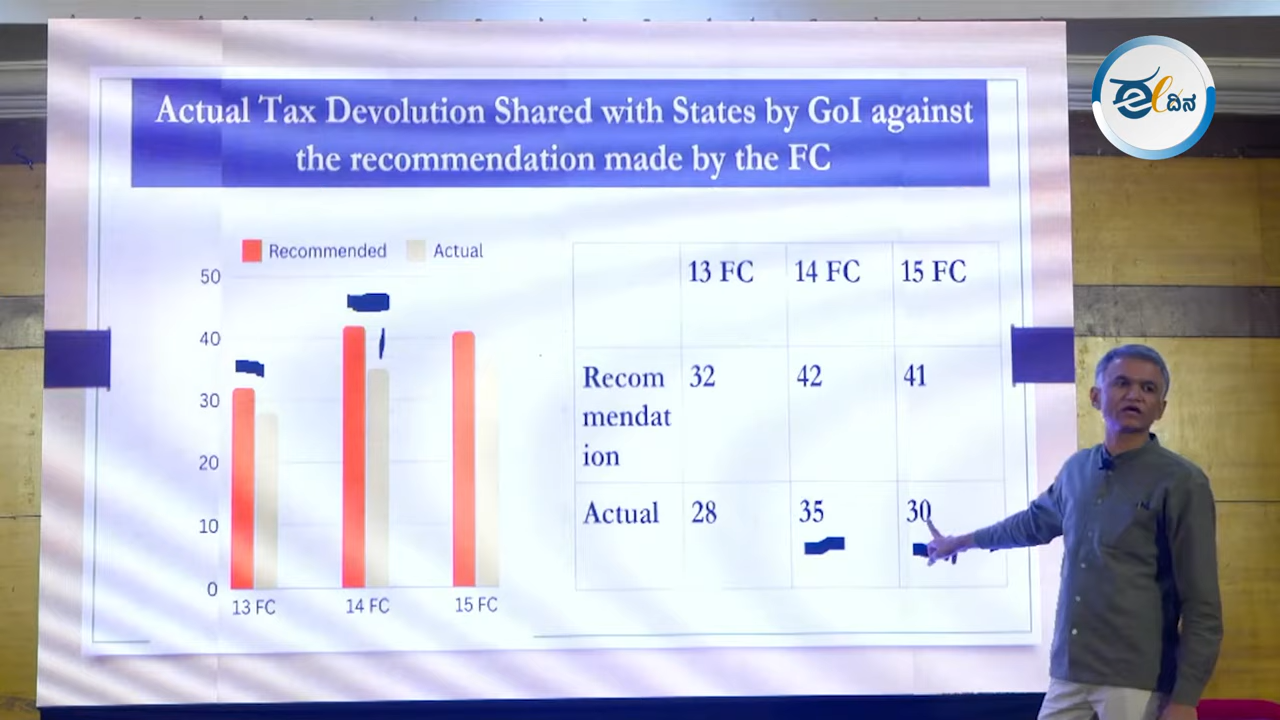 Actual Tax Devolution Shared with States by GoI against
the recommendation made by the FC
Recommended Actual
50
40
30
20
10
0
13 FC 14 FC 15 FC
13 FC 14 FC 15 FC
Recom 32 42 41
mendat
ion
Actual 28 35 30
ಈ ದಿನ